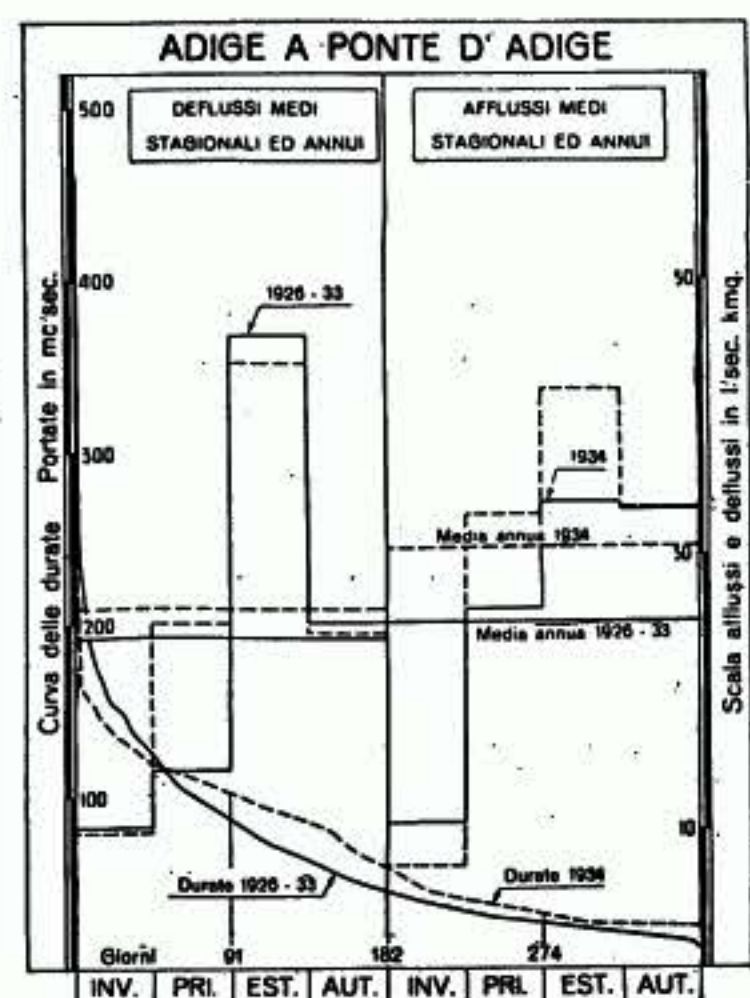 ADIGE A PONTE D' ADIGE
DEFLUSSI MEDI
STAGIONALI ED ANNUI
AFFLUSSI MEDI
STAGIONALI ED ANNUI
Curva delle durate Portate in mc'sec.
500
400
300
200
100
1926 - 33
1934
Media annua 1934
Media annua 1926 - 33
Durate 1926 - 33
Durate 1934
50
30
10
Scala afflussi e deflussi in l'sec. kmq.
Giorni 91 182 274
INV. PRI. EST. AUT. INV. PRI. EST. AUT.